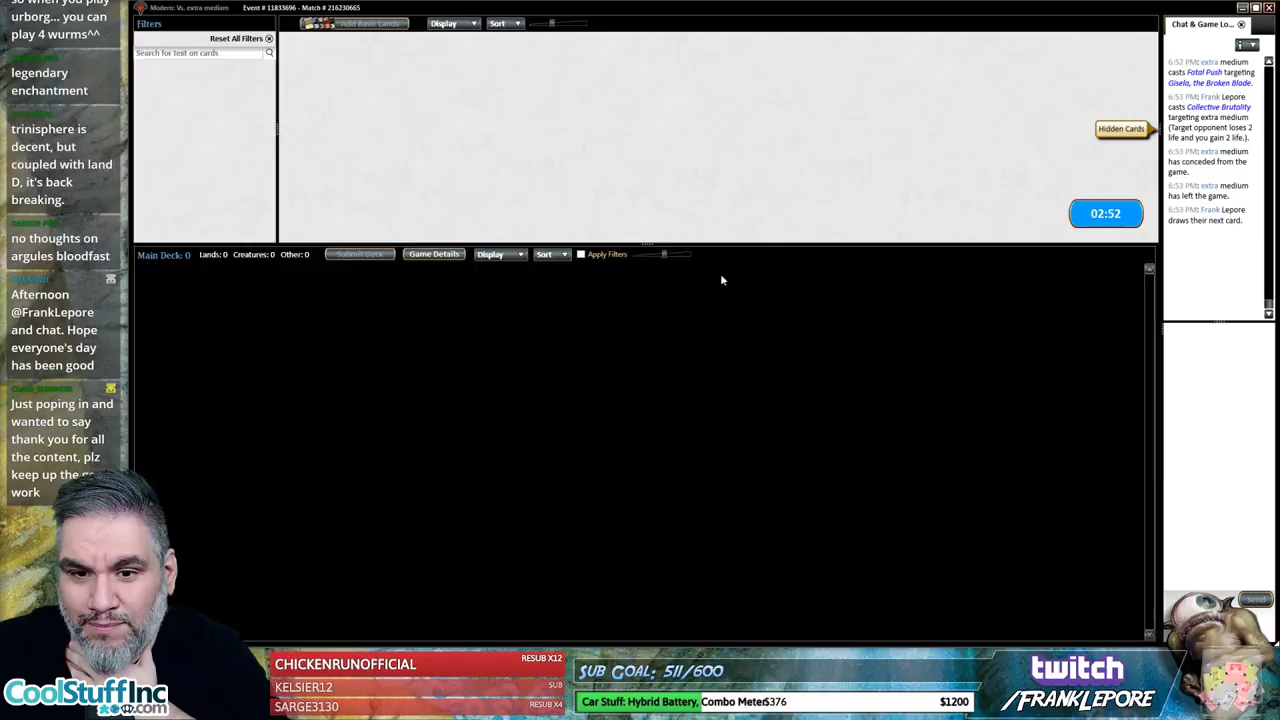 Modern: Vs. extra medium
Event # 11833696 - Match # 216230665
Filters
Reset All Filters
Search for text on cards
Add Basic Lands
Display
Sort
Hidden Cards
02:52
Main Deck: 0
Lands: 0
Creatures: 0
Other: 0
Submit Deck
Game Details
Display
Sort
Apply Filters
Chat & Game Lo...
6:52 PM: extra medium
casts Fatal Push targeting
Gisela, the Broken Blade.
6:53 PM: Frank Lepore
casts Collective Brutality
targeting extra medium
(Target opponent loses 2
life and you gain 2 life.).
6:53 PM: extra medium
has conceded from the
game.
6:53 PM: extra medium
has left the game.
6:53 PM: Frank Lepore
draws their next card.
Send
so when you play
urborg... you can
play 4 wurms^^
legendary
enchantment
trinisphere is
decent, but
coupled with land
D, it's back
breaking.
no thoughts on
argules bloodfast
Afternoon
@FrankLepore
and chat. Hope
everyone's day
has been good
Just poping in and
wanted to say
thank you for all
the content, plz
keep up the
work
CoolStuffInc
.com
CHICKENRUNOFFICIAL
RESUB X12
KELSIER12
SUB
SARGE3130
RESUB X4
SUB GOAL: 511/600
Car Stuff: Hybrid Battery, Combo Meter
$376
$1200
twitch
/FRANKLEPORE